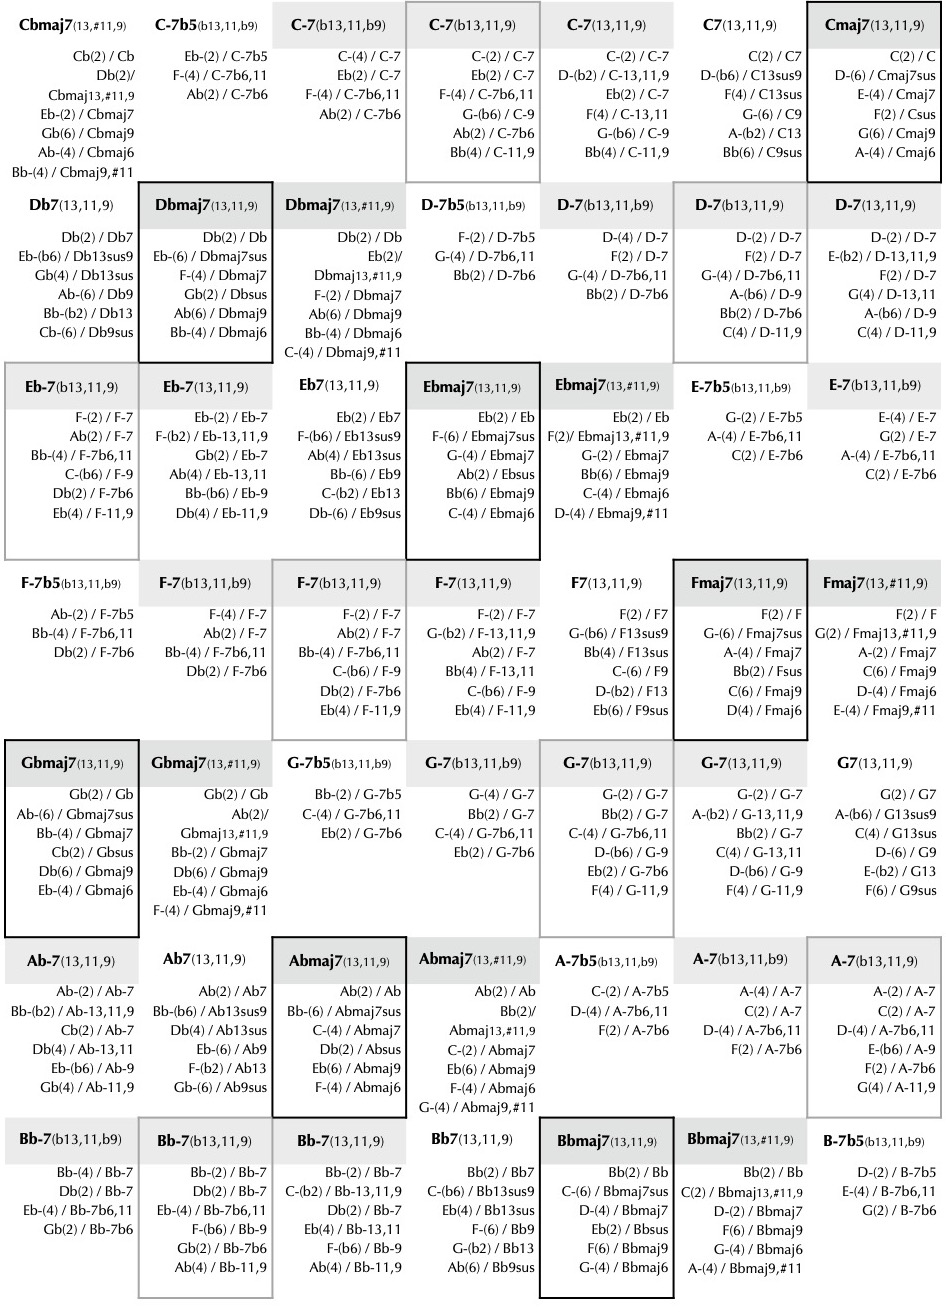 Cbmaj7(13,#11,9)
Cb(2) / Cb
Db(2)/
Cbmaj13,#11,9
Eb-(2) / Cbmaj7
Gb(6) / Cbmaj9
Ab-(4) / Cbmaj6
Bb-(4) / Cbmaj9,#11
C-7b5(b13,11,b9)
Eb-(2) / C-7b5
F-(4) / C-7b6,11
Ab(2) / C-7b6
C-7(b13,11,b9)
C-(4) / C-7
Eb(2) / C-7
F-(4) / C-7b6,11
Ab(2) / C-7b6
C-7(b13,11,9)
C-(2) / C-7
Eb(2) / C-7
F-(4) / C-7b6,11
G-(b6) / C-9
Ab(2) / C-7b6
Bb(4) / C-11,9
C-7(13,11,9)
C-(2) / C-7
D-(b2) / C-13,11,9
Eb(2) / C-7
F(4) / C-13,11
G-(b6) / C-9
Bb(4) / C-11,9
C7(13,11,9)
C(2) / C7
D-(b6) / C13sus9
F(4) / C13sus
G-(6) / C9
A-(b2) / C13
Bb(6) / C9sus
Cmaj7(13,11,9)
C(2) / C
D-(6) / Cmaj7sus
E-(4) / Cmaj7
F(2) / Csus
G(6) / Cmaj9
A-(4) / Cmaj6
Db7(13,11,9)
Db(2) / Db7
Eb-(b6) / Db13sus9
Gb(4) / Db13sus
Ab-(6) / Db9
Bb-(b2) / Db13
Cb-(6) / Db9sus
Dbmaj7(13,11,9)
Db(2) / Db
Eb-(6) / Dbmaj7sus
F-(4) / Dbmaj7
Gb(2) / Dbsus
Ab(6) / Dbmaj9
Bb-(4) / Dbmaj6
Dbmaj7(13,#11,9)
Db(2) / Db
Eb(2)/
Dbmaj13,#11,9
F-(2) / Dbmaj7
Ab(6) / Dbmaj9
Bb-(4) / Dbmaj6
C-(4) / Dbmaj9,#11
D-7b5(b13,11,b9)
F-(2) / D-7b5
G-(4) / D-7b6,11
Bb(2) / D-7b6
D-7(b13,11,b9)
D-(4) / D-7
F(2) / D-7
G-(4) / D-7b6,11
Bb(2) / D-7b6
D-7(b13,11,9)
D-(2) / D-7
F(2) / D-7
G-(4) / D-7b6,11
A-(b6) / D-9
Bb(2) / D-7b6
C(4) / D-11,9
D-7(13,11,9)
D-(2) / D-7
E-(b2) / D-13,11,9
F(2) / D-7
G(4) / D-13,11
A-(b6) / D-9
C(4) / D-11,9
Eb-7(b13,11,9)
F-(2) / F-7
Ab(2) / F-7
Bb-(4) / F-7b6,11
C-(b6) / F-9
Db(2) / F-7b6
Eb(4) / F-11,9
Eb-7(13,11,9)
Eb-(2) / Eb-7
F-(b2) / Eb-13,11,9
Gb(2) / Eb-7
Ab(4) / Eb-13,11
Bb-(b6) / Eb-9
Db(4) / Eb-11,9
Eb7(13,11,9)
Eb(2) / Eb7
F-(b6) / Eb13sus9
Ab(4) / Eb13sus
Bb-(6) / Eb9
C-(b2) / Eb13
Db-(6) / Eb9sus
Ebmaj7(13,11,9)
Eb(2) / Eb
F-(6) / Ebmaj7sus
G-(4) / Ebmaj7
Ab(2) / Ebsus
Bb(6) / Ebmaj9
C-(4) / Ebmaj6
Ebmaj7(13,#11,9)
Eb(2) / Eb
F(2)/ Ebmaj13,#11,9
G-(2) / Ebmaj7
Bb(6) / Ebmaj9
C-(4) / Ebmaj6
D-(4) / Ebmaj9,#11
E-7b5(b13,11,b9)
G-(2) / E-7b5
A-(4) / E-7b6,11
C(2) / E-7b6
E-7(b13,11,b9)
E-(4) / E-7
G(2) / E-7
A-(4) / E-7b6,11
C(2) / E-7b6
F-7b5(b13,11,b9)
Ab-(2) / F-7b5
Bb-(4) / F-7b6,11
Db(2) / F-7b6
F-7(b13,11,b9)
F-(4) / F-7
Ab(2) / F-7
Bb-(4) / F-7b6,11
Db(2) / F-7b6
F-7(b13,11,9)
F-(2) / F-7
Ab(2) / F-7
Bb-(4) / F-7b6,11
C-(b6) / F-9
Db(2) / F-7b6
Eb(4) / F-11,9
F-7(13,11,9)
F-(2) / F-7
G-(b2) / F-13,11,9
Ab(2) / F-7
Bb(4) / F-13,11
C-(b6) / F-9
Eb(4) / F-11,9
F7(13,11,9)
F(2) / F7
G-(b6) / F13sus9
Bb(4) / F13sus
C-(6) / F9
D-(b2) / F13
Eb(6) / F9sus
Fmaj7(13,11,9)
F(2) / F
G-(6) / Fmaj7sus
A-(4) / Fmaj7
Bb(2) / Fsus
C(6) / Fmaj9
D(4) / Fmaj6
Fmaj7(13,#11,9)
F(2) / F
G(2) / Fmaj13,#11,9
A-(2) / Fmaj7
C(6) / Fmaj9
D-(4) / Fmaj6
E-(4) / Fmaj9,#11
Gbmaj7(13,11,9)
Gb(2) / Gb
Ab-(6) / Gbmaj7sus
Bb-(4) / Gbmaj7
Cb(2) / Gbsus
Db(6) / Gbmaj9
Eb-(4) / Gbmaj6
Gbmaj7(13,#11,9)
Gb(2) / Gb
Ab(2)/
Gbmaj13,#11,9
Bb-(2) / Gbmaj7
Db(6) / Gbmaj9
Eb-(4) / Gbmaj6
F-(4) / Gbmaj9,#11
G-7b5(b13,11,b9)
Bb-(2) / G-7b5
C-(4) / G-7b6,11
Eb(2) / G-7b6
G-7(b13,11,b9)
G-(4) / G-7
Bb(2) / G-7
C-(4) / G-7b6,11
Eb(2) / G-7b6
G-7(b13,11,9)
G-(2) / G-7
Bb(2) / G-7
C-(4) / G-7b6,11
D-(b6) / G-9
Eb(2) / G-7b6
F(4) / G-11,9
G-7(13,11,9)
G-(2) / G-7
A-(b2) / G-13,11,9
Bb(2) / G-7
C(4) / G-13,11
D-(b6) / G-9
F(4) / G-11,9
G7(13,11,9)
G(2) / G7
A-(b6) / G13sus9
C(4) / G13sus
D-(6) / G9
E-(b2) / G13
F(6) / G9sus
Ab-7(13,11,9)
Ab-(2) / Ab-7
Bb-(b2) / Ab-13,11,9
Cb(2) / Ab-7
Db(4) / Ab-13,11
Eb-(b6) / Ab-9
Gb(4) / Ab-11,9
Ab7(13,11,9)
Ab(2) / Ab7
Bb-(b6) / Ab13sus9
Db(4) / Ab13sus
Eb-(6) / Ab9
F-(b2) / Ab13
Gb-(6) / Ab9sus
Abmaj7(13,11,9)
Ab(2) / Ab
Bb-(6) / Abmaj7sus
C-(4) / Abmaj7
Db(2) / Absus
Eb(6) / Abmaj9
F-(4) / Abmaj6
Abmaj7(13,#11,9)
Ab(2) / Ab
Bb(2)/
Abmaj13,#11,9
C-(2) / Abmaj7
Eb(6) / Abmaj9
F-(4) / Abmaj6
G-(4) / Abmaj9,#11
A-7b5(b13,11,b9)
C-(2) / A-7b5
D-(4) / A-7b6,11
F(2) / A-7b6
A-7(b13,11,b9)
A-(4) / A-7
C(2) / A-7
D-(4) / A-7b6,11
F(2) / A-7b6
A-7(b13,11,9)
A-(2) / A-7
C(2) / A-7
D-(4) / A-7b6,11
E-(b6) / A-9
F(2) / A-7b6
G(4) / A-11,9
Bb-7(b13,11,b9)
Bb-(4) / Bb-7
Db(2) / Bb-7
Eb-(4) / Bb-7b6,11
Gb(2) / Bb-7b6
Bb-7(b13,11,9)
Bb-(2) / Bb-7
Db(2) / Bb-7
Eb-(4) / Bb-7b6,11
F-(b6) / Bb-9
Gb(2) / Bb-7b6
Ab(4) / Bb-11,9
Bb-7(13,11,9)
Bb-(2) / Bb-7
C-(b2) / Bb-13,11,9
Db(2) / Bb-7
Eb(4) / Bb-13,11
F-(b6) / Bb-9
Ab(4) / Bb-11,9
Bb7(13,11,9)
Bb(2) / Bb7
C-(b6) / Bb13sus9
Eb(4) / Bb13sus
F-(6) / Bb9
G-(b2) / Bb13
Ab(6) / Bb9sus
Bbmaj7(13,11,9)
Bb(2) / Bb
C-(6) / Bbmaj7sus
D-(4) / Bbmaj7
Eb(2) / Bbsus
F(6) / Bbmaj9
G-(4) / Bbmaj6
Bbmaj7(13,#11,9)
Bb(2) / Bb
C(2) / Bbmaj13,#11,9
D-(2) / Bbmaj7
F(6) / Bbmaj9
G-(4) / Bbmaj6
A-(4) / Bbmaj9,#11
B-7b5(b13,11,b9)
D-(2) / B-7b5
E-(4) / B-7b6,11
G(2) / B-7b6